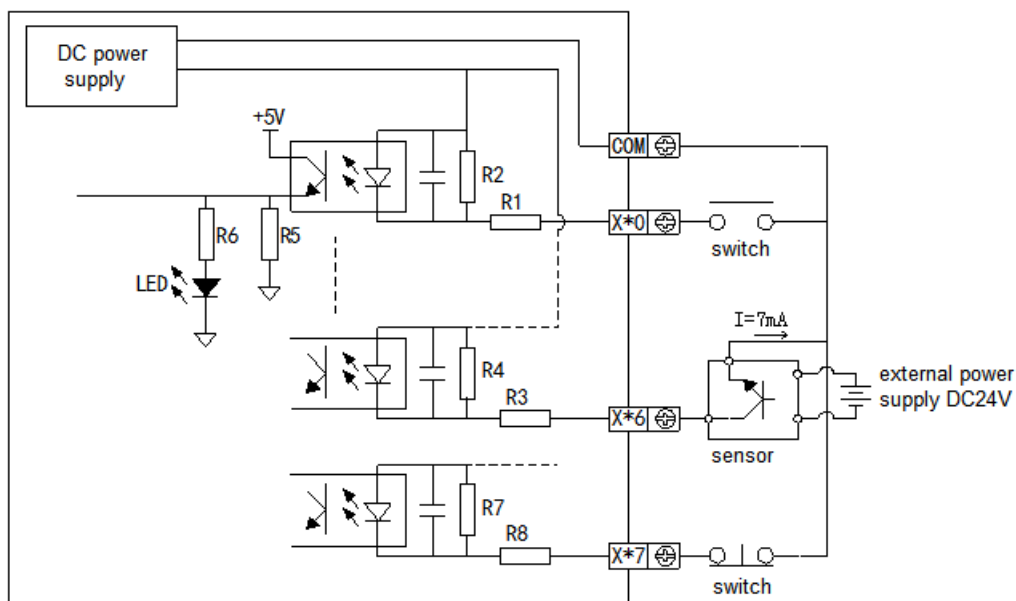 DC power
supply
+5V
COM
R2
R1
X*0
switch
R6
R5
LED
I=7mA
R4
R3
X*6
external power
supply DC24V
sensor
R7
R8
X*7
switch